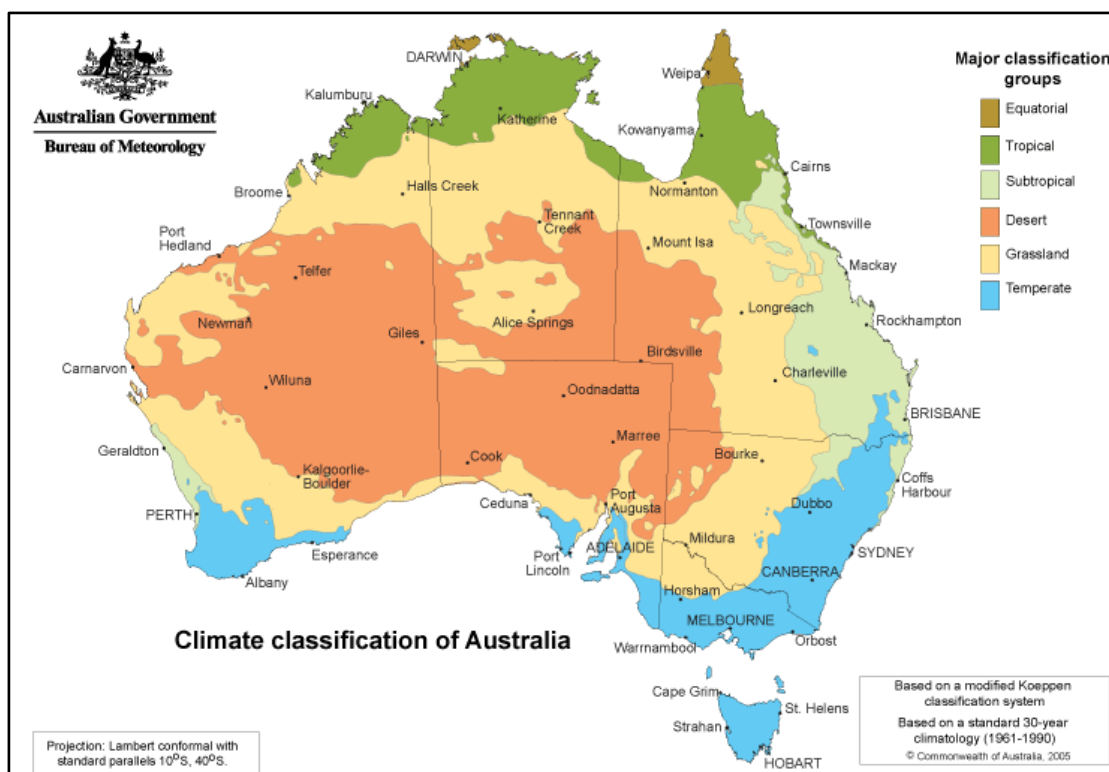 Australian Government
Bureau of Meteorology
Major classification
groups
Equatorial
Tropical
Subtropical
Desert
Grassland
Temperate
DARWIN
Weipa
Kalumburu
Katherine
Kowanyama
Cairns
Broome
Halls Creek
Normanton
Tennant
Creek
Townsville
Port
Hedland
Mount Isa
Mackay
Telfer
Longreach
Newman
Alice Springs
Rockhampton
Giles
Birdsville
Carnarvon
Wiluna
Oodnadatta
Charleville
BRISBANE
Marree
Geraldton
Cook
Bourke
Kalgoorlie-
Boulder
Coffs
Harbour
Ceduna
Port
Augusta
Dubbo
PERTH
Mildura
Esperance
Port
Lincoln
ADELAIDE
SYDNEY
CANBERRA
Albany
Horsham
MELBOURNE
Climate classification of Australia
Warrnambool
Orbost
Cape Grim
St. Helens
Strahan
HOBART
Based on a modified Koeppen
classification system
Based on a standard 30-year
climatology (1961-1990)
© Commonwealth of Australia, 2005
Projection: Lambert conformal with
standard parallels 10°S, 40°S.